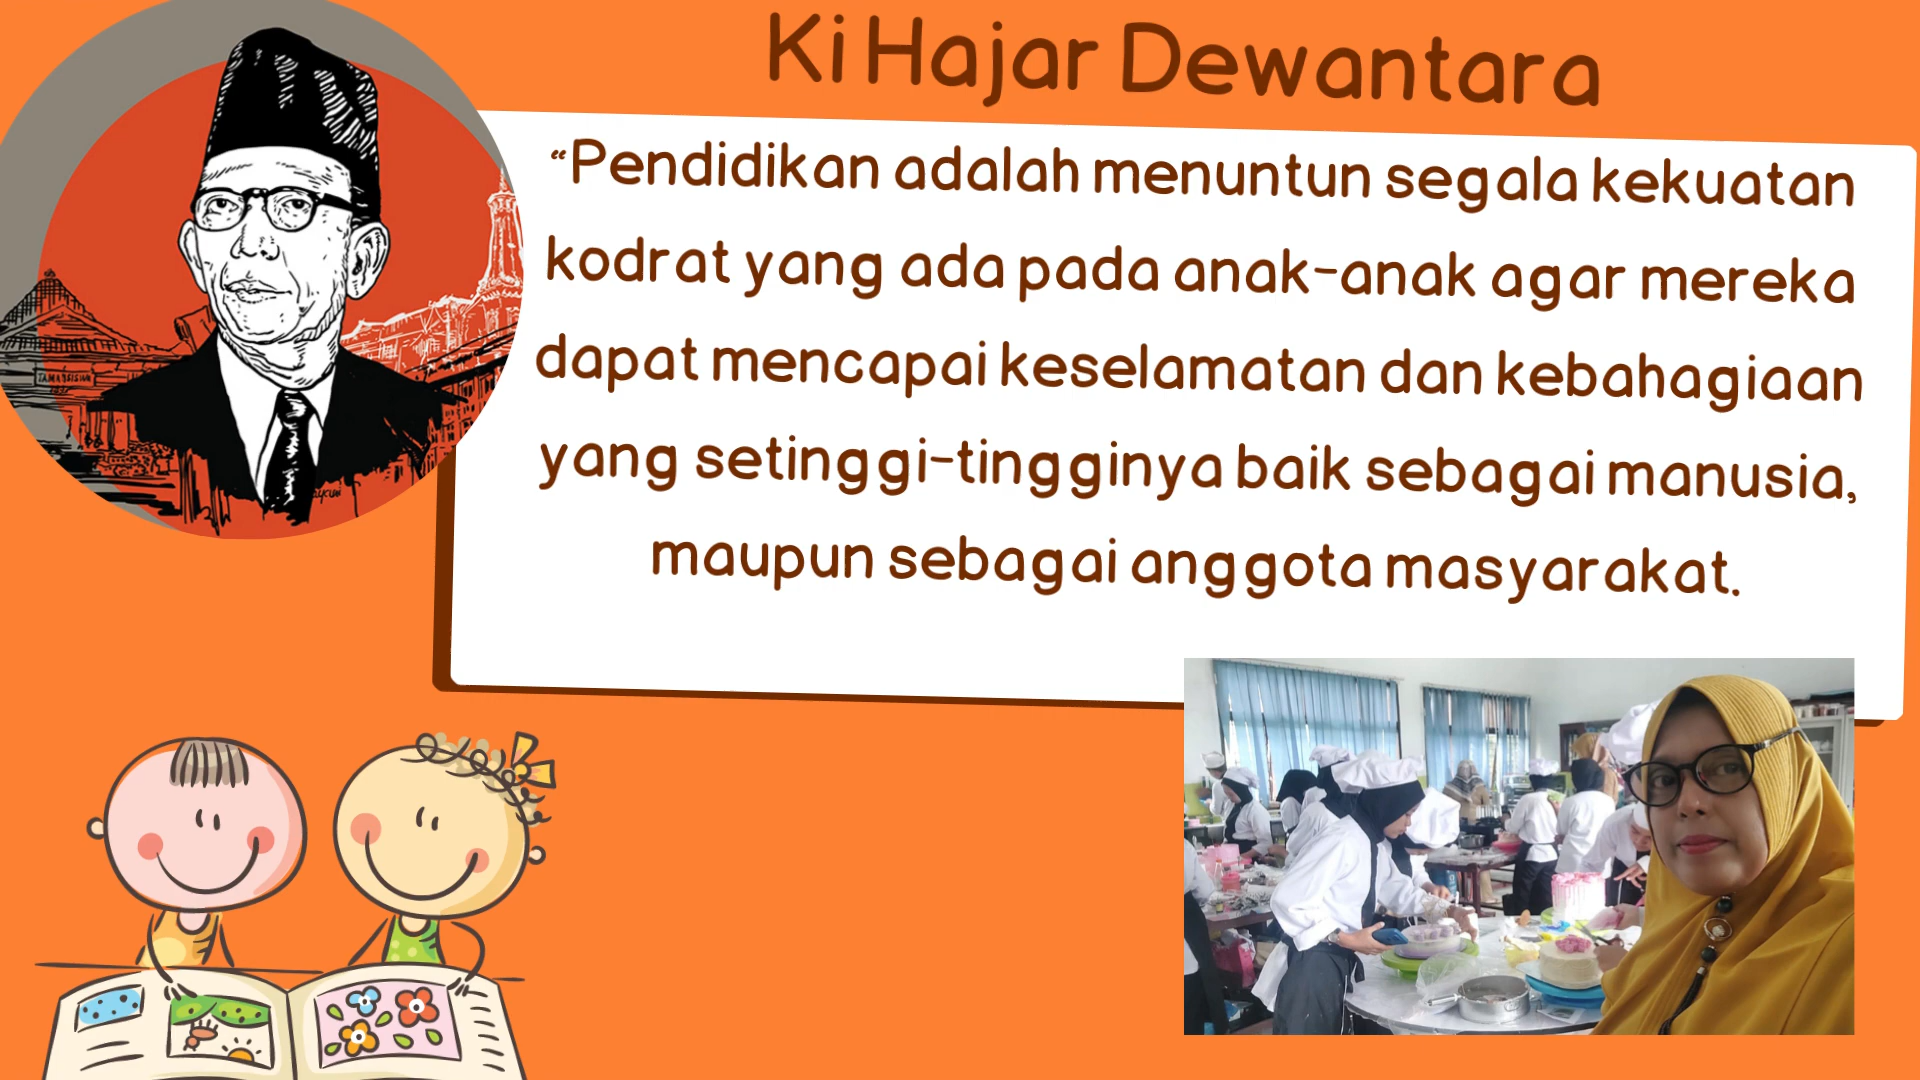 Ki Hajar Dewantara
“Pendidikan adalah menuntun segala kekuatan
kodrat yang ada pada anak-anak agar mereka
dapat mencapai keselamatan dan kebahagiaan
yang setinggi-tingginya baik sebagai manusia,
maupun sebagai anggota masyarakat.